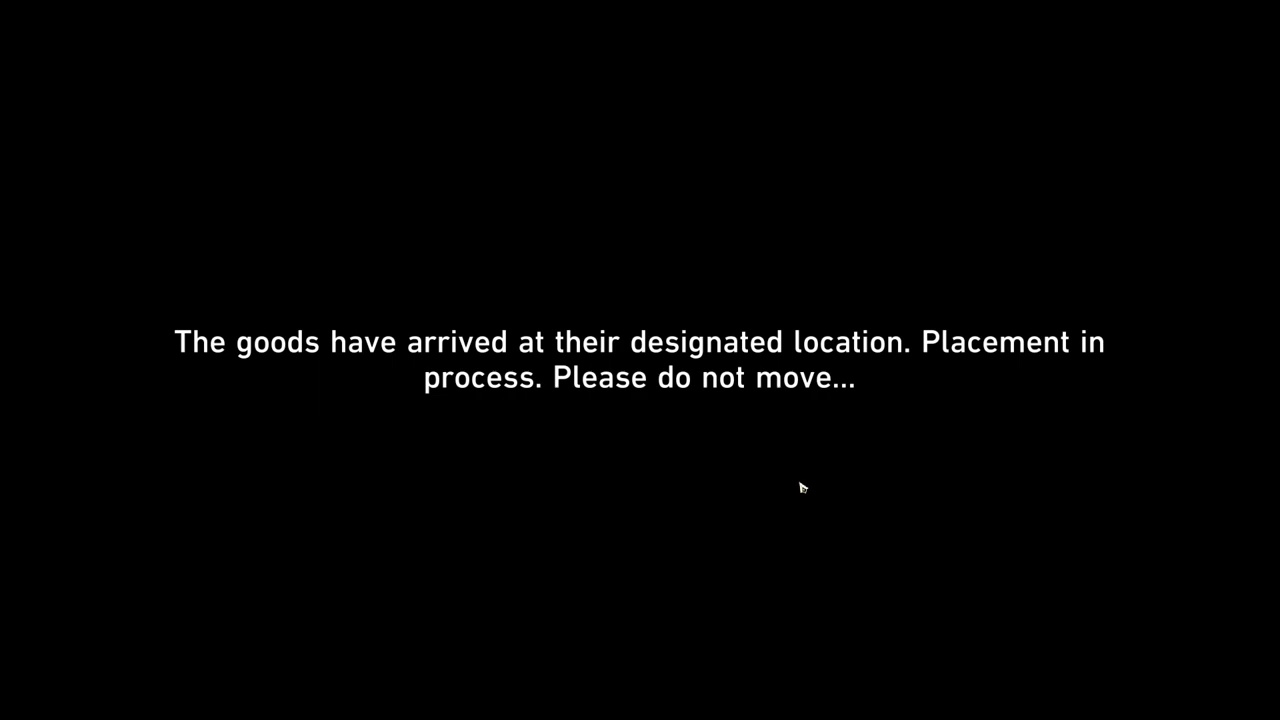 The goods have arrived at their designated location. Placement in
process. Please do not move...